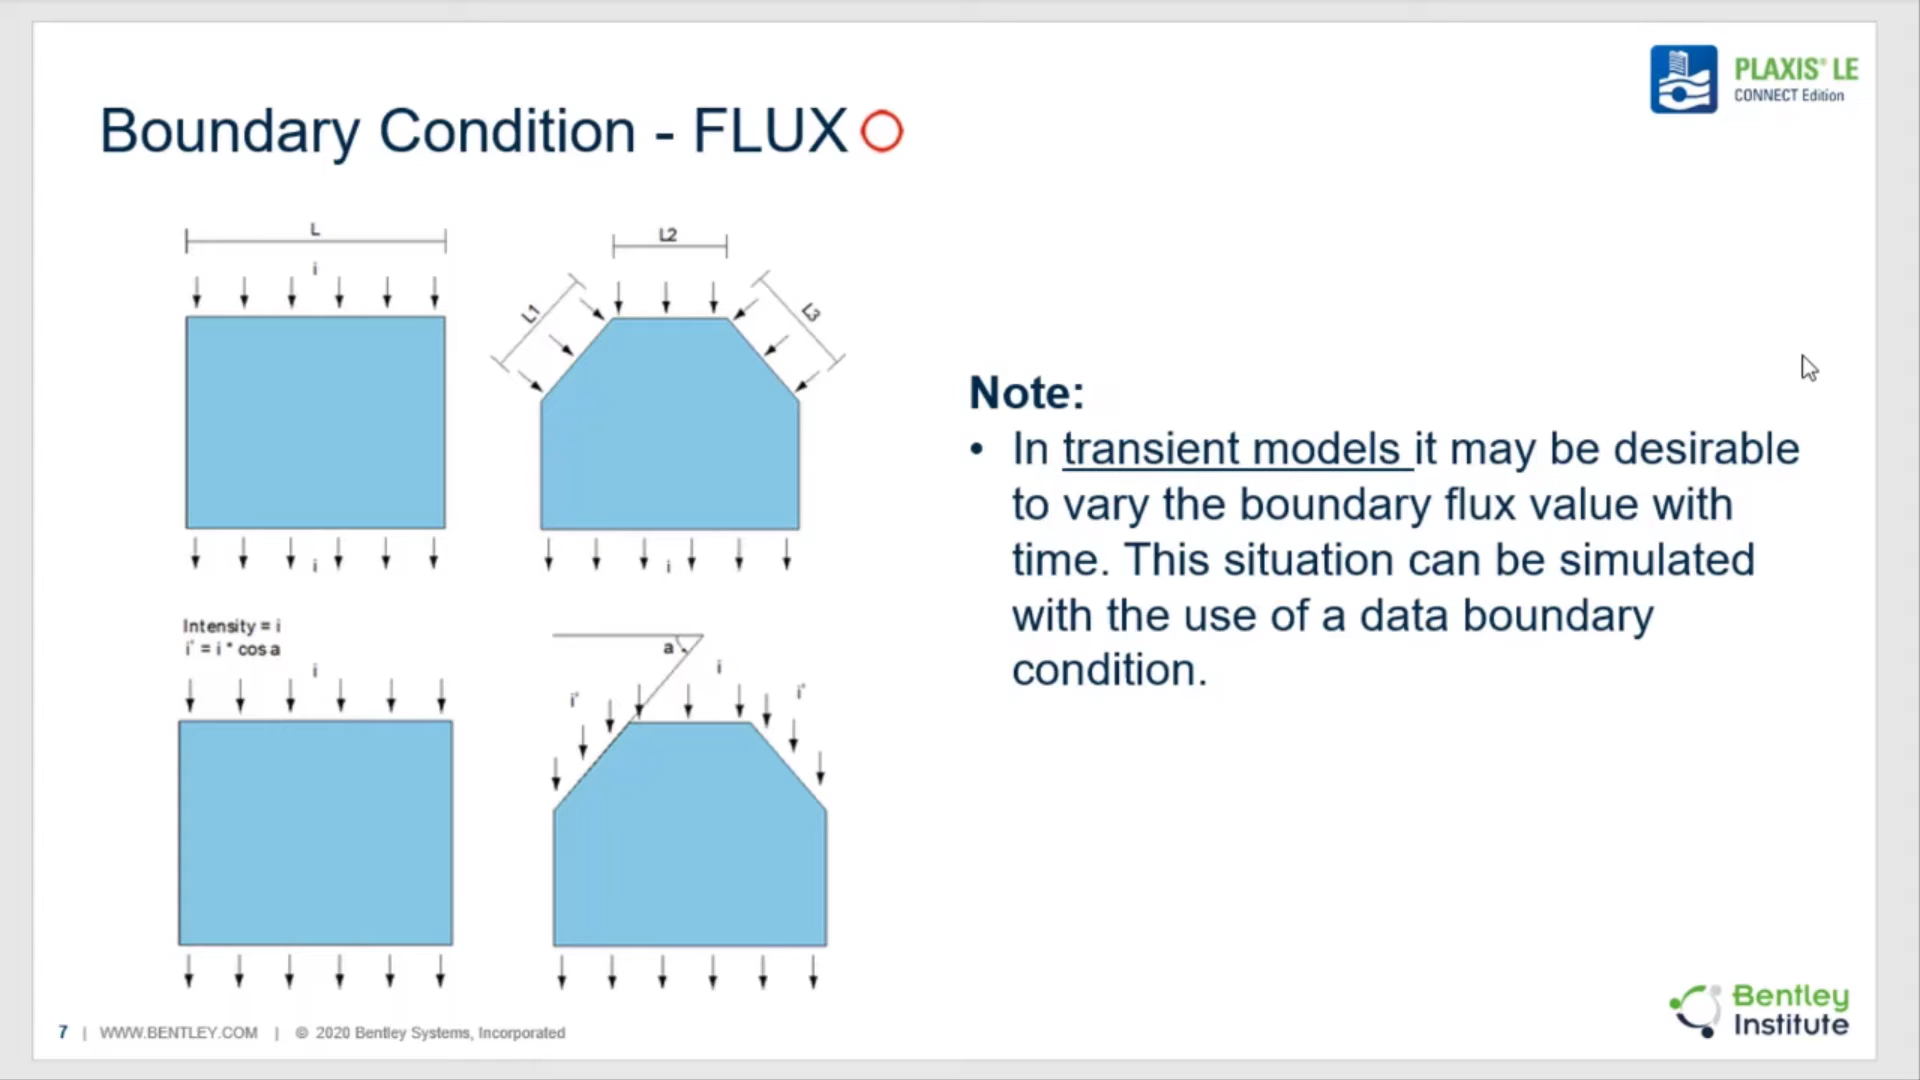 PLAXIS® LE
CONNECT Edition
Boundary Condition - FLUX
L
i
L2
L1
L3
i
i
Intensity = i
i' = i * cos a
i
a
i
i'
i'
Note:
• In transient models it may be desirable
to vary the boundary flux value with
time. This situation can be simulated
with the use of a data boundary
condition.
7 | WWW.BENTLEY.COM | © 2020 Bentley Systems, Incorporated
Bentley
Institute